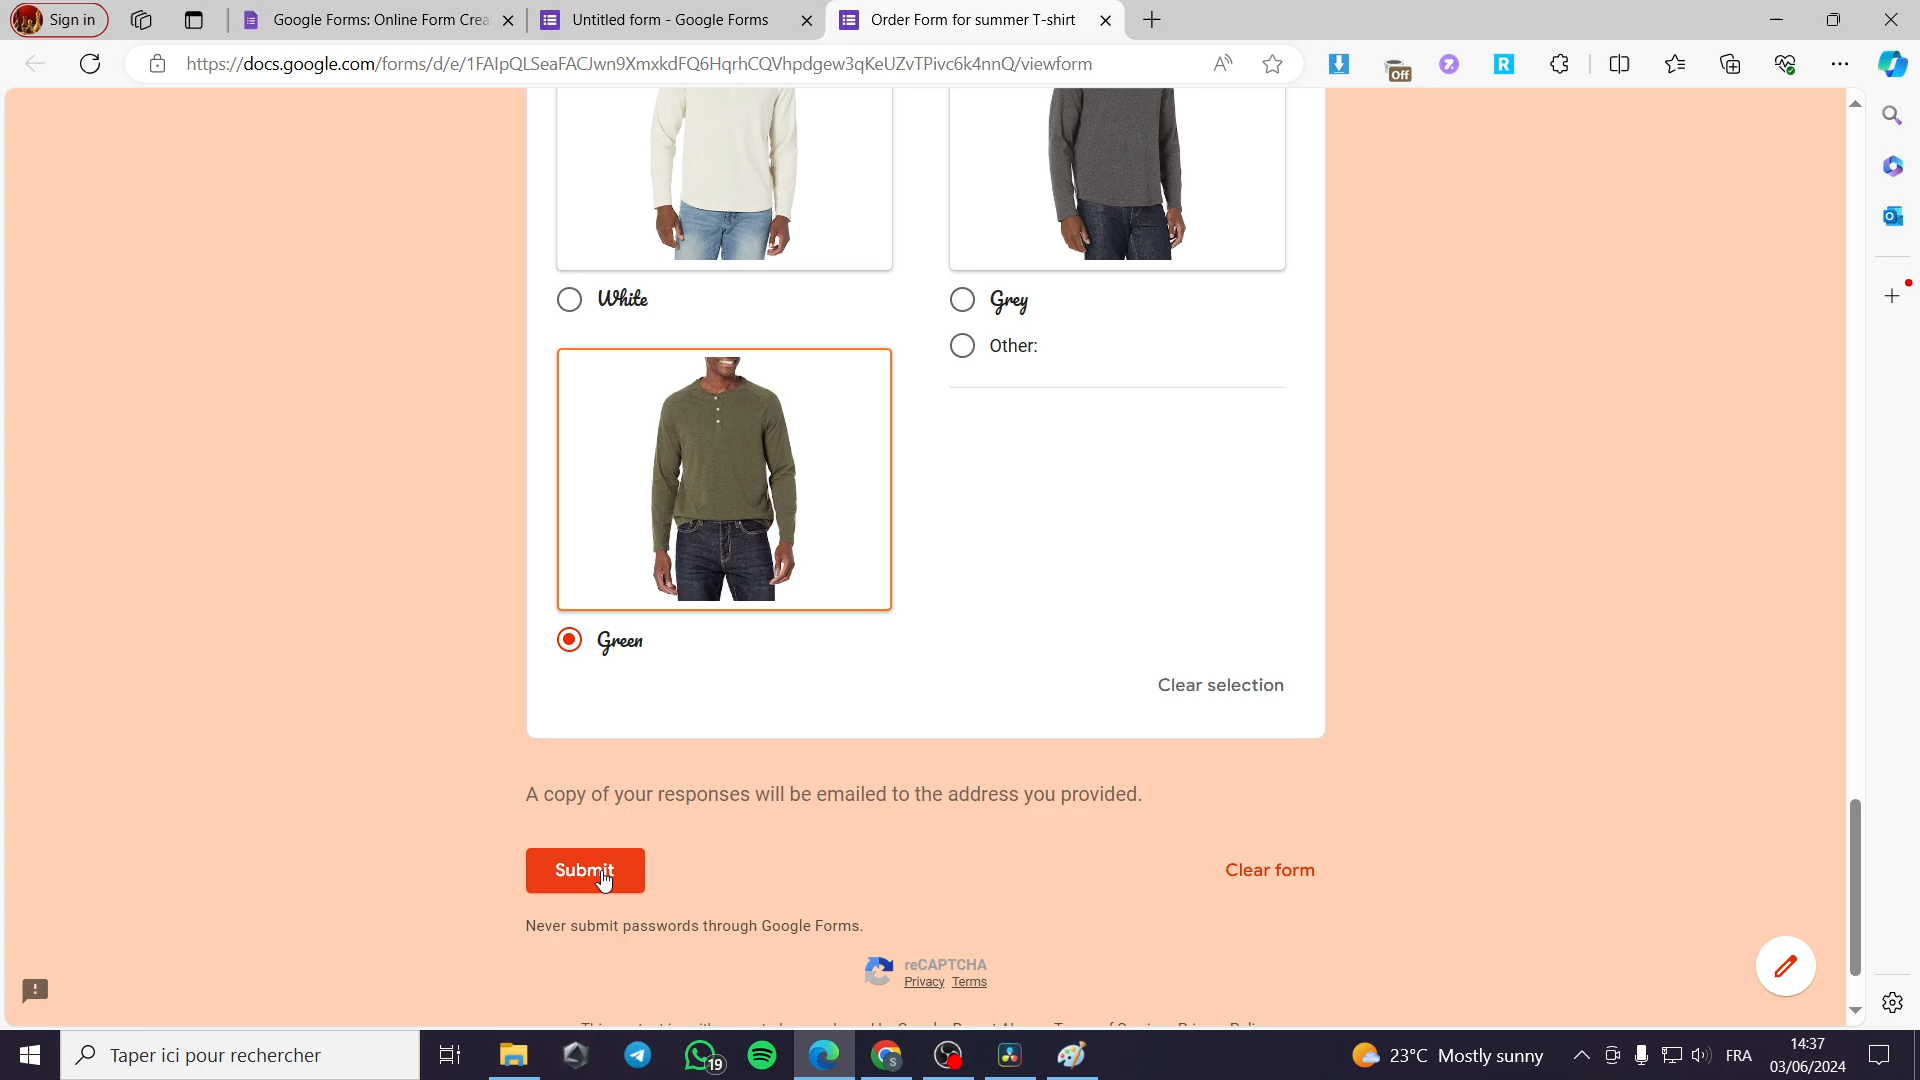 Sign in
Google Forms: Online Form Crea
Untitled form - Google Forms
Order Form for summer T-shirt
https://docs.google.com/forms/d/e/1FAIpQLSeaFACJwn9XmxkdFQ6HqrhCQVhpdgew3qKeUZvTPivc6k4nnQ/viewform
A
Off
R
White
Grey
Other:
Green
Clear selection
A copy of your responses will be emailed to the address you provided.
Submit
Clear form
Never submit passwords through Google Forms.
reCAPTCHA
Privacy Terms
Taper ici pour rechercher
19
23°C Mostly sunny
FRA
14:37
03/06/2024